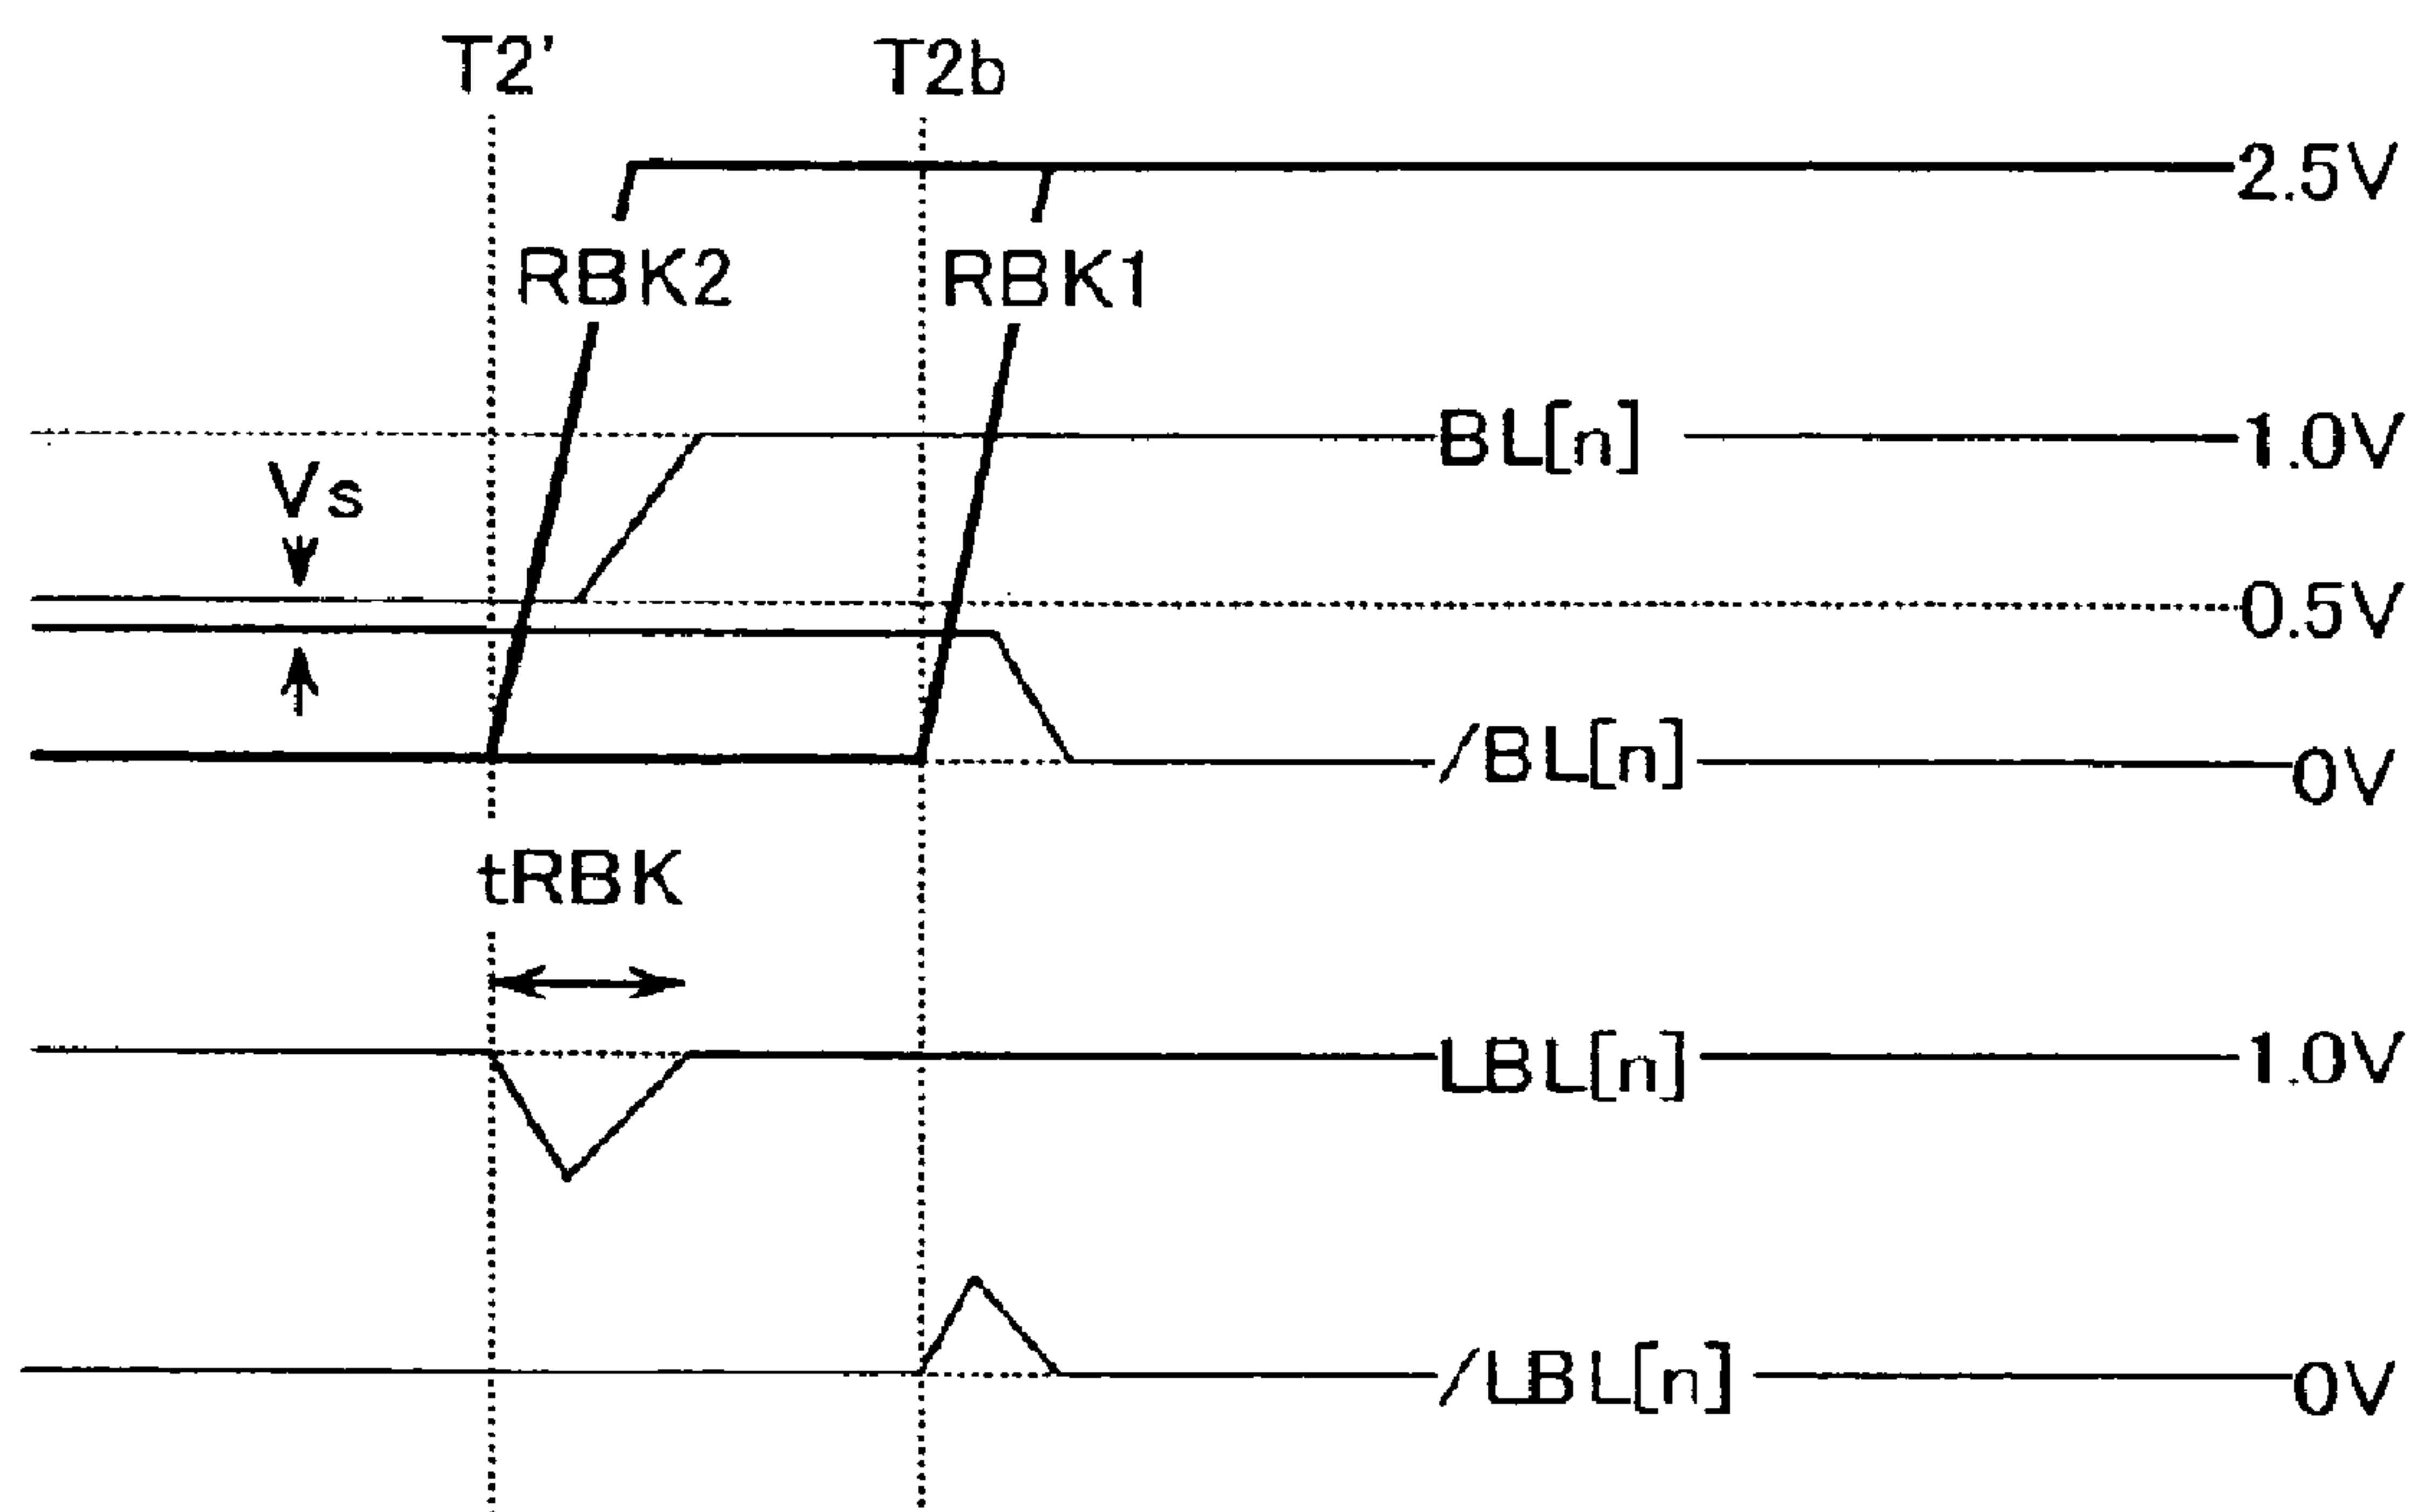 T2' T2b
2.5V
RBK2 RBK1
BL[n] 1.0V
Vs
0.5V
/BL[n] 0V
tRBK
LBL[n] 1.0V
/LBL[n] 0V